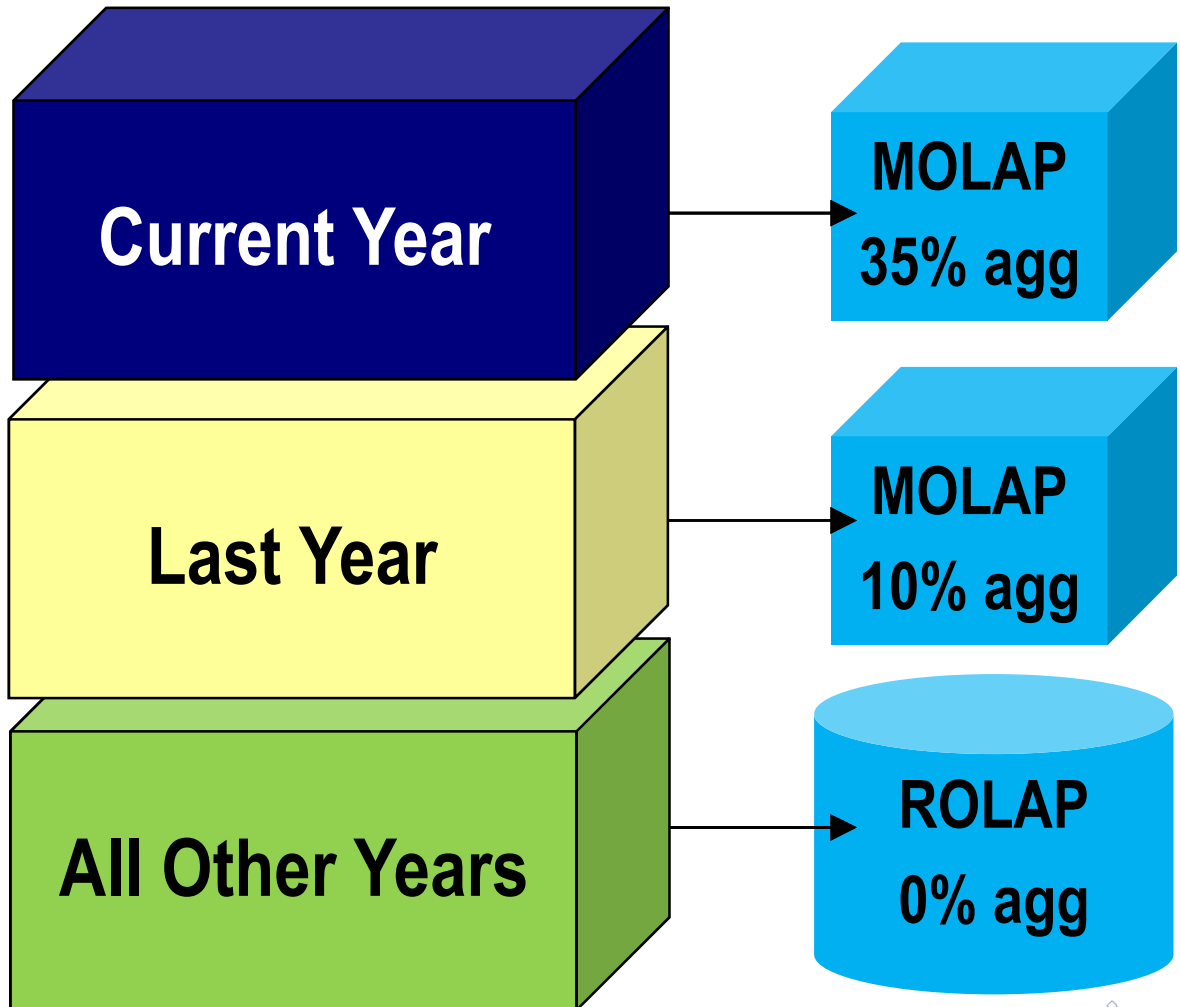 Current Year
MOLAP
35% agg
Last Year
MOLAP
10% agg
All Other Years
ROLAP
0% agg